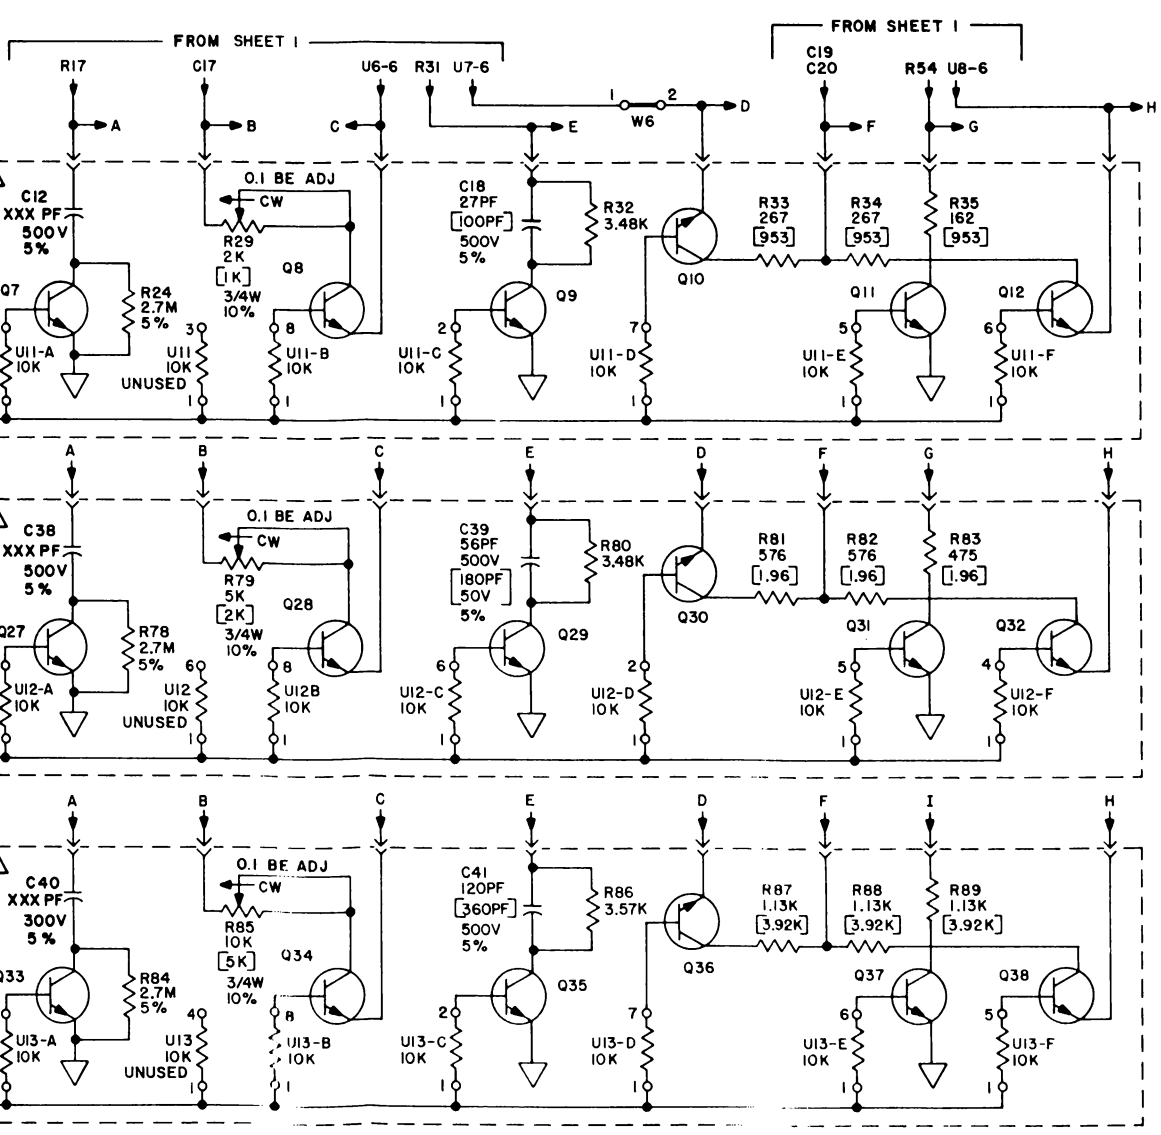 FROM SHEET 1
FROM SHEET 1
R17
C17
U6-6
R31
U7-6
C19
C20
R54
U8-6
A
B
C
E
1
2
W6
D
F
G
H
C12
XXX PF
500V
5%
0.1 BE ADJ
CW
R29
2K
[1K]
3/4W
10%
C18
27PF
[100PF]
500V
5%
R32
3.48K
R33
267
[953]
R34
267
[953]
R35
162
[953]
Q7
R24
2.7M
5%
Q8
Q9
Q10
Q11
Q12
U11-A
10K
3
U11
10K
UNUSED
1
8
U11-B
10K
1
2
U11-C
10K
1
7
U11-D
10K
1
5
U11-E
10K
1
6
U11-F
10K
1
A
B
C
E
D
F
G
H
C38
XXX PF
500V
5%
0.1 BE ADJ
CW
R79
5K
[2K]
3/4W
10%
C39
56PF
500V
[180PF]
[50V]
5%
R80
3.48K
R81
576
[1.96]
R82
576
[1.96]
R83
475
[1.96]
Q27
R78
2.7M
5%
Q28
Q29
Q30
Q31
Q32
U12-A
10K
6
U12
10K
UNUSED
1
8
U12B
10K
1
6
U12-C
10K
1
2
U12-D
10K
1
5
U12-E
10K
1
4
U12-F
10K
1
A
B
C
E
D
F
I
H
C40
XXX PF
300V
5%
0.1 BE ADJ
CW
R85
10K
[5K]
3/4W
10%
C41
120PF
[360PF]
500V
5%
R86
3.57K
R87
1.13K
[3.92K]
R88
1.13K
[3.92K]
R89
1.13K
[3.92K]
Q33
R84
2.7M
5%
Q34
Q35
Q36
Q37
Q38
U13-A
10K
4
U13
10K
UNUSED
1
8
U13-B
10K
1
2
U13-C
10K
1
7
U13-D
10K
1
6
U13-E
10K
1
5
U13-F
10K
1